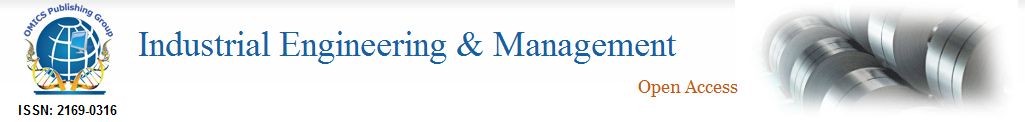 OMICS Publishing Group
Industrial Engineering & Management
Open Access
ISSN: 2169-0316